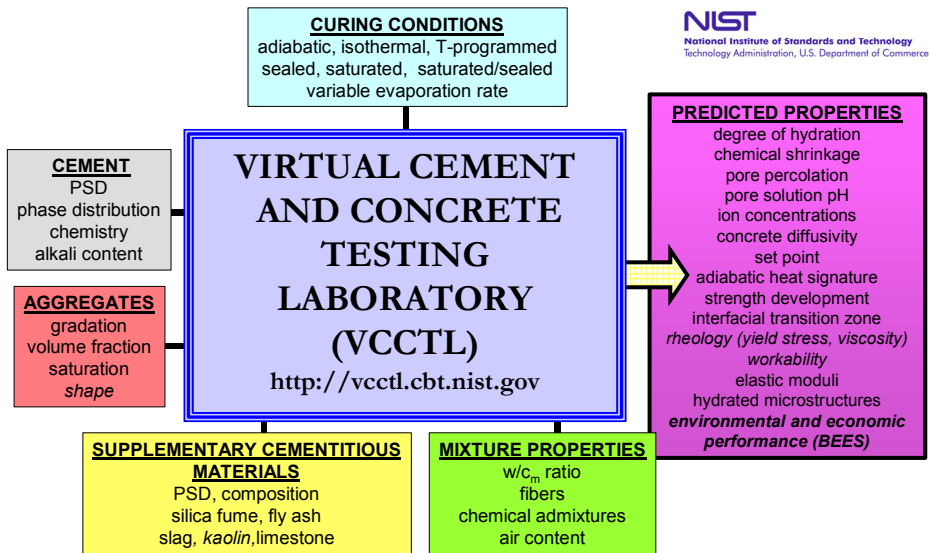 CURING CONDITIONS
adiabatic, isothermal, T-programmed
sealed, saturated, saturated/sealed
variable evaporation rate
NIST
National Institute of Standards and Technology
Technology Administration, U.S. Department of Commerce
CEMENT
PSD
phase distribution
chemistry
alkali content
AGGREGATES
gradation
volume fraction
saturation
shape
VIRTUAL CEMENT
AND CONCRETE
TESTING
LABORATORY
(VCCTL)
http://vcctl.cbt.nist.gov
PREDICTED PROPERTIES
degree of hydration
chemical shrinkage
pore percolation
pore solution pH
ion concentrations
concrete diffusivity
set point
adiabatic heat signature
strength development
interfacial transition zone
rheology (yield stress, viscosity)
workability
elastic moduli
hydrated microstructures
environmental and economic
performance (BEES)
SUPPLEMENTARY CEMENTITIOUS
MATERIALS
PSD, composition
silica fume, fly ash
slag, kaolin,limestone
MIXTURE PROPERTIES
w/cm ratio
fibers
chemical admixtures
air content